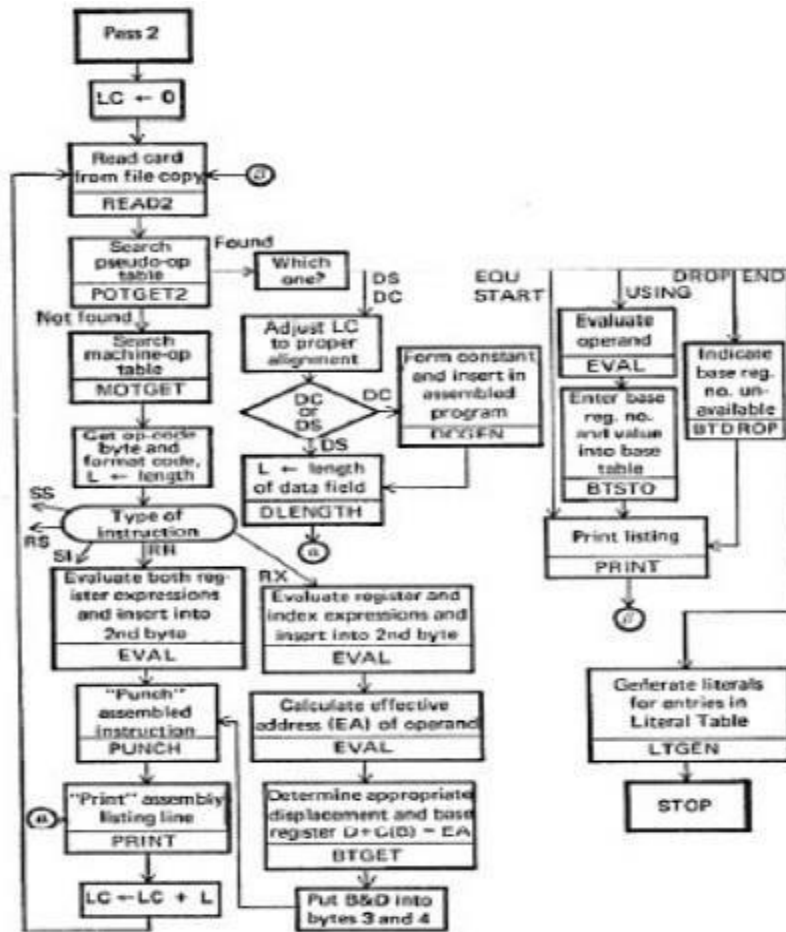 Pass 2
LC ← 0
Read card
from file copy
READ2
β
Search
pseudo-op
table
POTGET2
Found
Which
one?
DS
DC
EQU
START
USING
DROP
END
Not found
Search
machine-op
table
MOTGET
Adjust LC
to proper
alignment
Form constant
and insert in
assembled
program
DCGEN
Evaluate
operand
EVAL
Indicate
base reg.
no. un-
available
BTDROP
DC
or
DS
DC
DS
Enter base
reg. no.
and value
into base
table
BTSTO
Get op-code
byte and
format code,
L ← length
L ← length
of data field
DLENGTH
a
Print listing
PRINT
β
SS
RS
SI
RR
RX
Type of
instruction
Evaluate both reg-
ister expressions
and insert into
2nd byte
EVAL
Evaluate register and
index expressions and
insert into 2nd byte
EVAL
"Punch"
assembled
instruction
PUNCH
Calculate effective
address (EA) of operand
EVAL
Generate literals
for entries in
Literal Table
LTGEN
STOP
a
"Print" assembly
listing line
PRINT
Determine appropriate
displacement and base
register D+C(B) = EA
BTGET
LC ← LC + L
Put B&D into
bytes 3 and 4